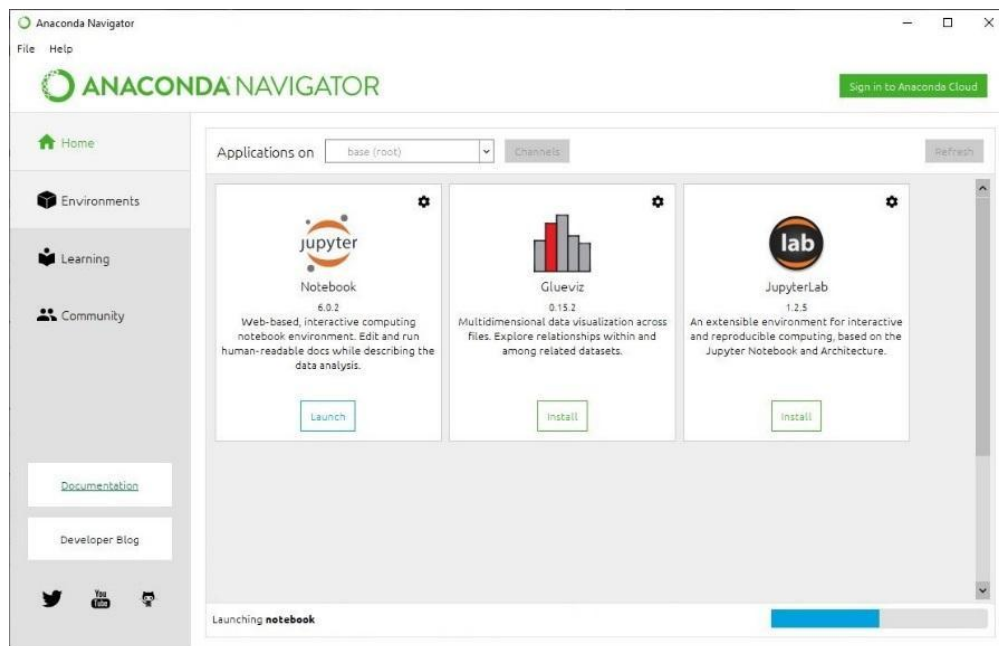 Anaconda Navigator
File Help
ANACONDA NAVIGATOR
Sign in to Anaconda Cloud
Home
Environments
Learning
Community
Documentation
Developer Blog
You
Tube
Applications on base (root) Channels Refresh
jupyter
Notebook
6.0.2
Web-based, interactive computing
notebook environment. Edit and run
human-readable docs while describing the
data analysis.
Launch
Glueviz
0.15.2
Multidimensional data visualization across
files. Explore relationships within and
among related datasets.
Install
lab
JupyterLab
1.2.5
An extensible environment for interactive
and reproducible computing, based on the
Jupyter Notebook and Architecture.
Install
Launching notebook